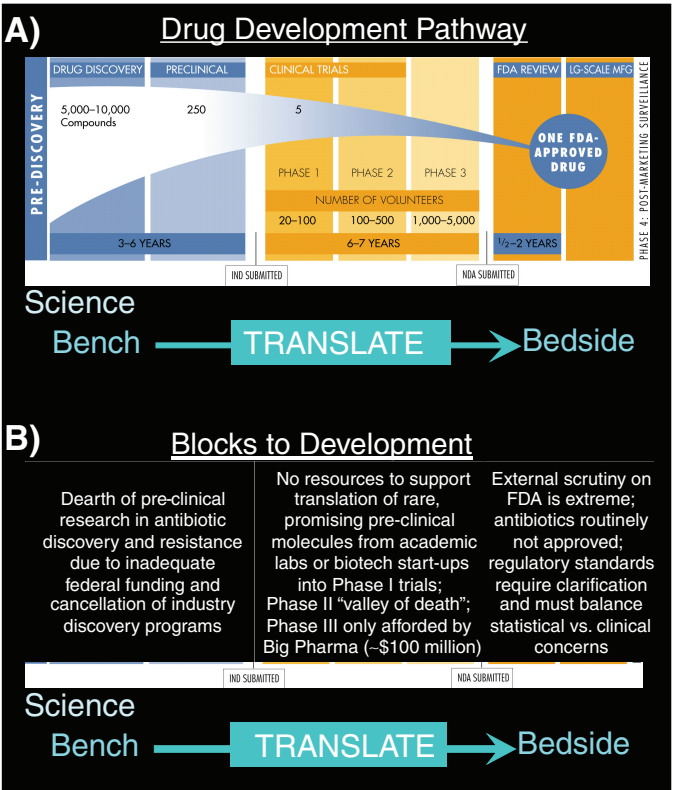 A)
Drug Development Pathway
PRE-DISCOVERY
DRUG DISCOVERY
PRECLINICAL
CLINICAL TRIALS
FDA REVIEW
LG-SCALE MFG
PHASE 4: POST-MARKETING SURVEILLANCE
5,000–10,000
Compounds
250
5
ONE FDA-
APPROVED
DRUG
PHASE 1
PHASE 2
PHASE 3
NUMBER OF VOLUNTEERS
20–100
100–500
1,000–5,000
3–6 YEARS
6–7 YEARS
1/2–2 YEARS
IND SUBMITTED
NDA SUBMITTED
Science
Bench
TRANSLATE
Bedside
B)
Blocks to Development
Dearth of pre-clinical
research in antibiotic
discovery and resistance
due to inadequate
federal funding and
cancellation of industry
discovery programs
No resources to support
translation of rare,
promising pre-clinical
molecules from academic
labs or biotech start-ups
into Phase I trials;
Phase II “valley of death”;
Phase III only afforded by
Big Pharma (~$100 million)
External scrutiny on
FDA is extreme;
antibiotics routinely
not approved;
regulatory standards
require clarification
and must balance
statistical vs. clinical
concerns
IND SUBMITTED
NDA SUBMITTED
Science
Bench
TRANSLATE
Bedside